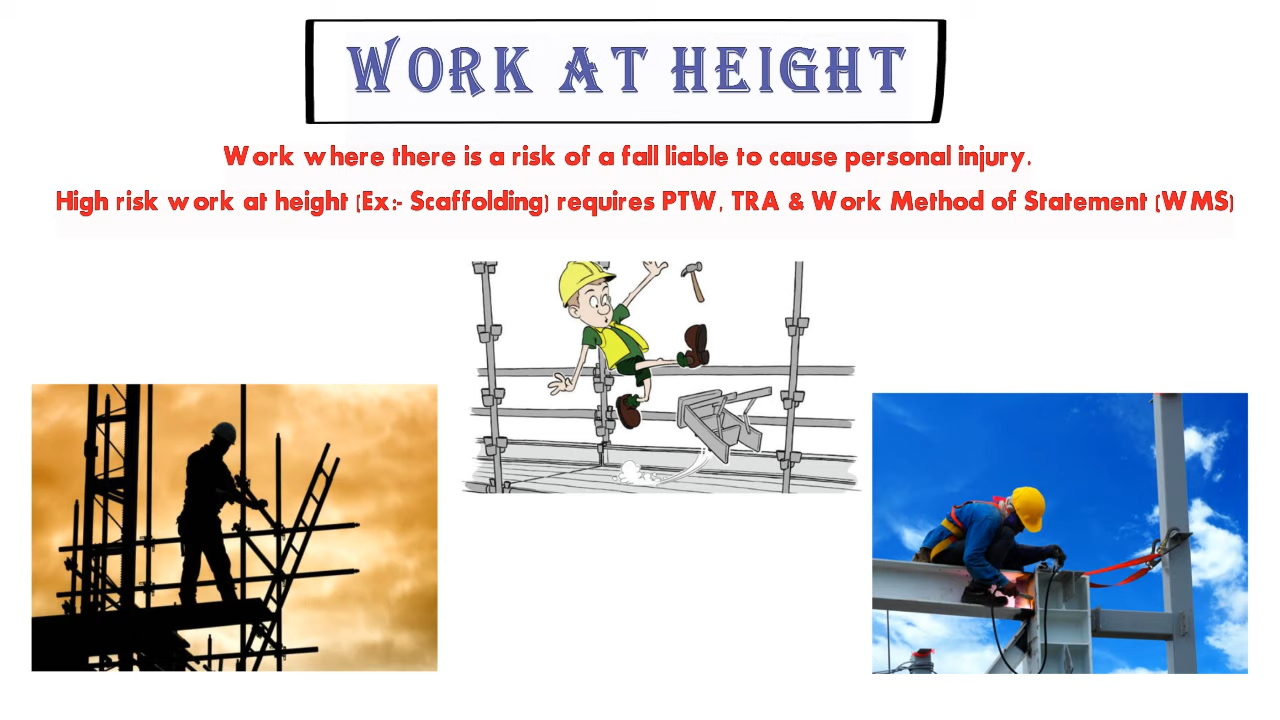 WORK AT HEIGHT
Work where there is a risk of a fall liable to cause personal injury.
High risk work at height (Ex:- Scaffolding) requires PTW, TRA & Work Method of Statement (WMS)